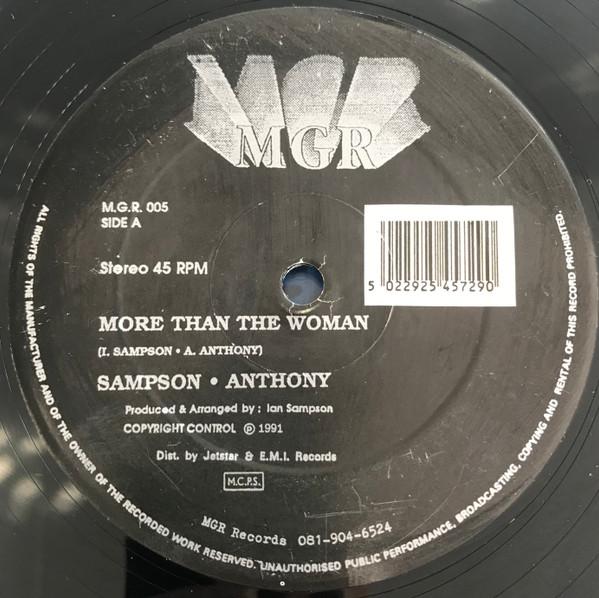 MGR
MGR
M.G.R. 005
SIDE A
Stereo 45 RPM
5 022925 457290
MORE THAN THE WOMAN
(I. SAMPSON • A. ANTHONY)
SAMPSON • ANTHONY
Produced & Arranged by : Ian Sampson
COPYRIGHT CONTROL ℗ 1991
Dist. by Jetstar & E.M.I. Records
M.C.P.S.
MGR Records 081-904-6524
ALL RIGHTS OF THE MANUFACTURER AND OF THE OWNER OF THE RECORDED WORK RESERVED. UNAUTHORISED PUBLIC PERFORMANCE, BROADCASTING, COPYING AND RENTAL OF THIS RECORD PROHIBITED.